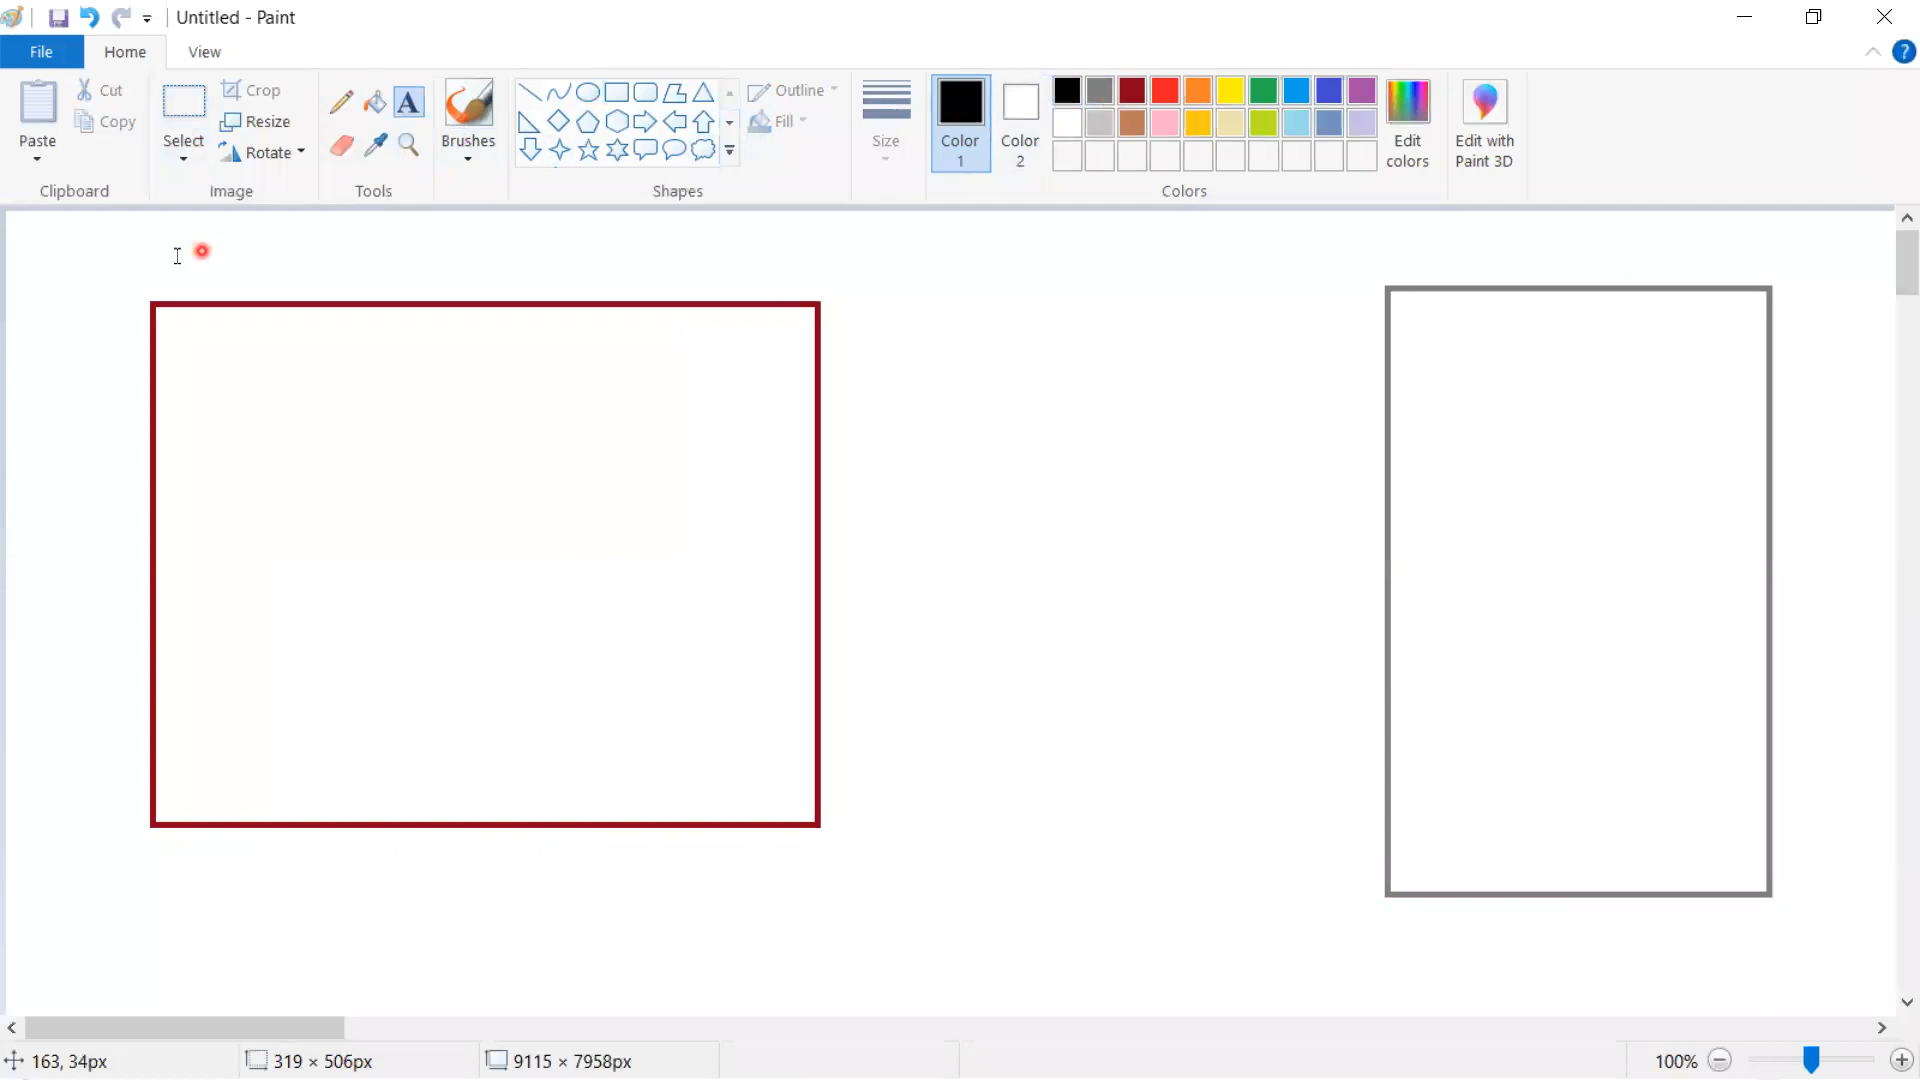 Untitled - Paint
File Home View
Paste
Cut
Copy
Clipboard
Select
Crop
Resize
Rotate
Image
A
Tools
Brushes
Shapes
Outline
Fill
Size
Color 1
Color 2
Colors
Edit colors
Edit with Paint 3D
?
163, 34px
319 × 506px
9115 × 7958px
100%